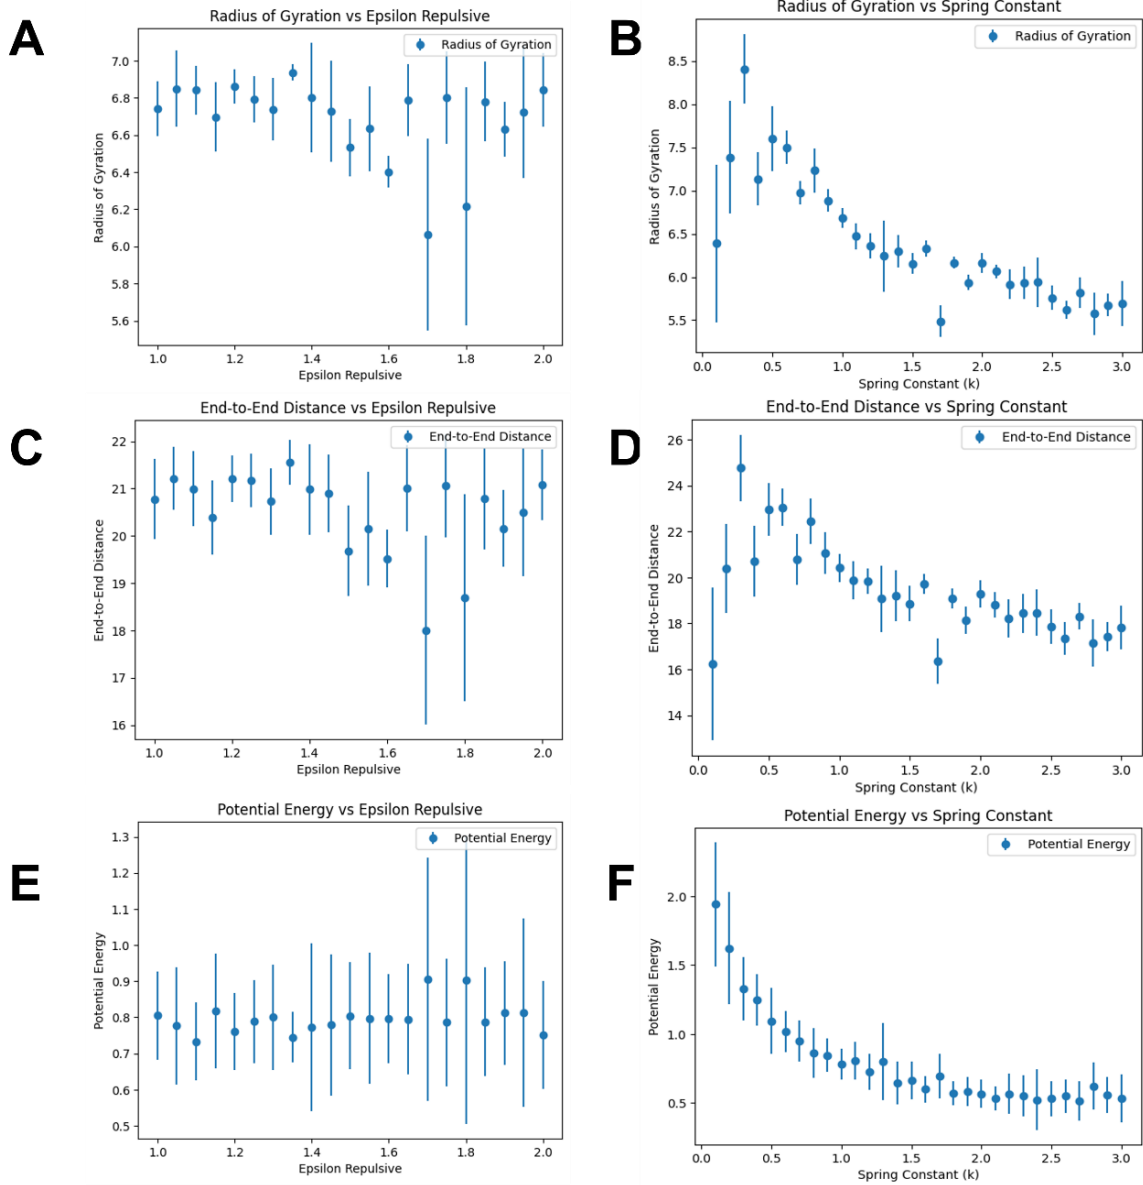 A
Radius of Gyration vs Epsilon Repulsive
Radius of Gyration
Radius of Gyration
7.0
6.8
6.6
6.4
6.2
6.0
5.8
5.6
1.0 1.2 1.4 1.6 1.8 2.0
Epsilon Repulsive
B
Radius of Gyration vs Spring Constant
Radius of Gyration
Radius of Gyration
8.5
8.0
7.5
7.0
6.5
6.0
5.5
0.0 0.5 1.0 1.5 2.0 2.5 3.0
Spring Constant (k)
C
End-to-End Distance vs Epsilon Repulsive
End-to-End Distance
End-to-End Distance
22
21
20
19
18
17
16
1.0 1.2 1.4 1.6 1.8 2.0
Epsilon Repulsive
D
End-to-End Distance vs Spring Constant
End-to-End Distance
End-to-End Distance
26
24
22
20
18
16
14
0.0 0.5 1.0 1.5 2.0 2.5 3.0
Spring Constant (k)
E
Potential Energy vs Epsilon Repulsive
Potential Energy
Potential Energy
1.3
1.2
1.1
1.0
0.9
0.8
0.7
0.6
0.5
1.0 1.2 1.4 1.6 1.8 2.0
Epsilon Repulsive
F
Potential Energy vs Spring Constant
Potential Energy
Potential Energy
2.0
1.5
1.0
0.5
0.0 0.5 1.0 1.5 2.0 2.5 3.0
Spring Constant (k)